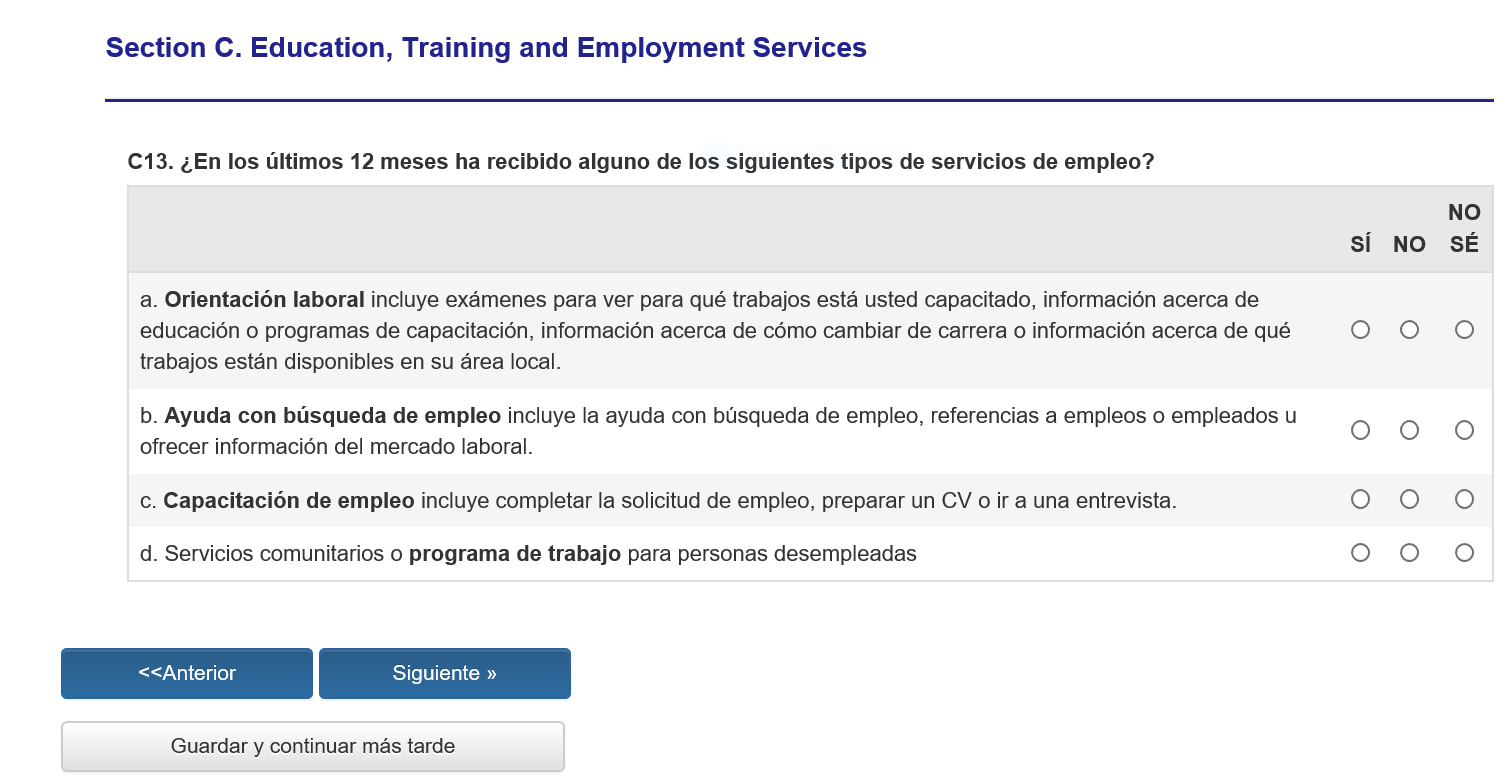 Section C. Education, Training and Employment Services
C13. ¿En los últimos 12 meses ha recibido alguno de los siguientes tipos de servicios de empleo?
NO
SÍ NO SÉ
a. Orientación laboral incluye exámenes para ver para qué trabajos está usted capacitado, información acerca de
educación o programas de capacitación, información acerca de cómo cambiar de carrera o información acerca de qué
trabajos están disponibles en su área local.
b. Ayuda con búsqueda de empleo incluye la ayuda con búsqueda de empleo, referencias a empleos o empleados u
ofrecer información del mercado laboral.
c. Capacitación de empleo incluye completar la solicitud de empleo, preparar un CV o ir a una entrevista.
d. Servicios comunitarios o programa de trabajo para personas desempleadas
<<Anterior Siguiente »
Guardar y continuar más tarde